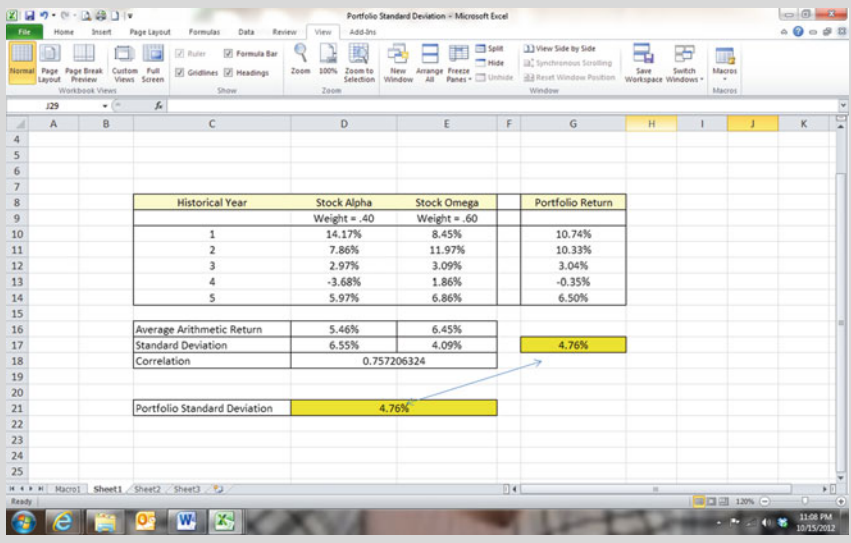 Portfolio Standard Deviation - Microsoft Excel
File Home Insert Page Layout Formulas Data Review View Add-Ins
Normal Page Layout Page Break Preview Custom Views Full Screen
Workbook Views
Ruler Formula Bar
Gridlines Headings
Show
Zoom 100% Zoom to Selection
Zoom
New Window Arrange All Freeze Panes
Split
Hide
Unhide
View Side by Side
Synchronous Scrolling
Reset Window Position
Window
Save Workspace Switch Windows
Macros
Macros
J29 fx
A B C D E F G H I J K
4
5
6
7
8 Historical Year Stock Alpha Stock Omega Portfolio Return
9 Weight = .40 Weight = .60
10 1 14.17% 8.45% 10.74%
11 2 7.86% 11.97% 10.33%
12 3 2.97% 3.09% 3.04%
13 4 -3.68% 1.86% -0.35%
14 5 5.97% 6.86% 6.50%
15
16 Average Arithmetic Return 5.46% 6.45%
17 Standard Deviation 6.55% 4.09% 4.76%
18 Correlation 0.757206324
19
20
21 Portfolio Standard Deviation 4.76%
22
23
24
25
Macro1 Sheet1 Sheet2 Sheet3
Ready 120%
11:08 PM
10/15/2012